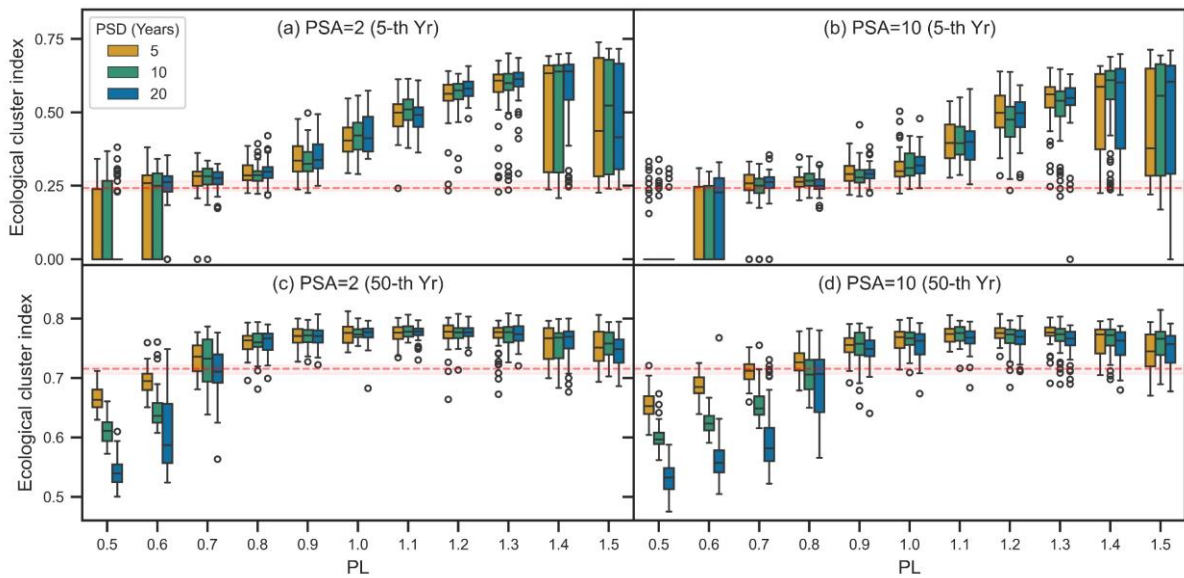 (a) PSA=2 (5-th Yr)
(b) PSA=10 (5-th Yr)
PSD (Years)
5
10
20
Ecological cluster index
0.75
0.50
0.25
0.00
(c) PSA=2 (50-th Yr)
(d) PSA=10 (50-th Yr)
Ecological cluster index
0.8
0.7
0.6
0.5
0.5 0.6 0.7 0.8 0.9 1.0 1.1 1.2 1.3 1.4 1.5
0.5 0.6 0.7 0.8 0.9 1.0 1.1 1.2 1.3 1.4 1.5
PL
PL